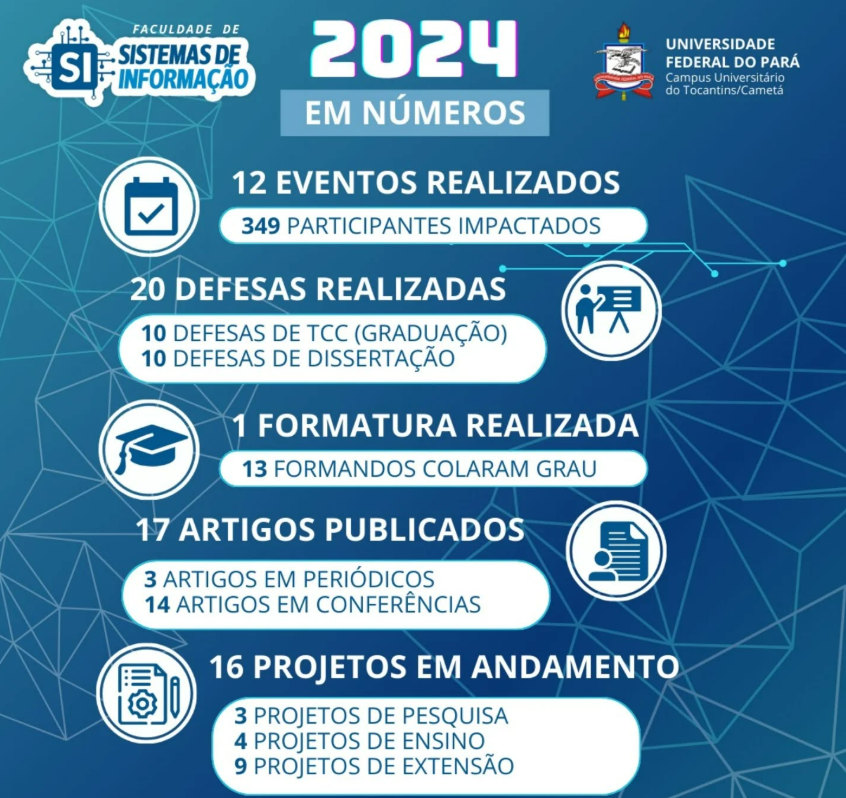 FACULDADE DE
SI
SISTEMAS DE
INFORMAÇÃO
2024
EM NÚMEROS
UNIVERSIDADE
FEDERAL DO PARÁ
Campus Universitário
do Tocantins/Cametá
12 EVENTOS REALIZADOS
349 PARTICIPANTES IMPACTADOS
20 DEFESAS REALIZADAS
10 DEFESAS DE TCC (GRADUAÇÃO)
10 DEFESAS DE DISSERTAÇÃO
1 FORMATURA REALIZADA
13 FORMANDOS COLARAM GRAU
17 ARTIGOS PUBLICADOS
3 ARTIGOS EM PERIÓDICOS
14 ARTIGOS EM CONFERÊNCIAS
16 PROJETOS EM ANDAMENTO
3 PROJETOS DE PESQUISA
4 PROJETOS DE ENSINO
9 PROJETOS DE EXTENSÃO